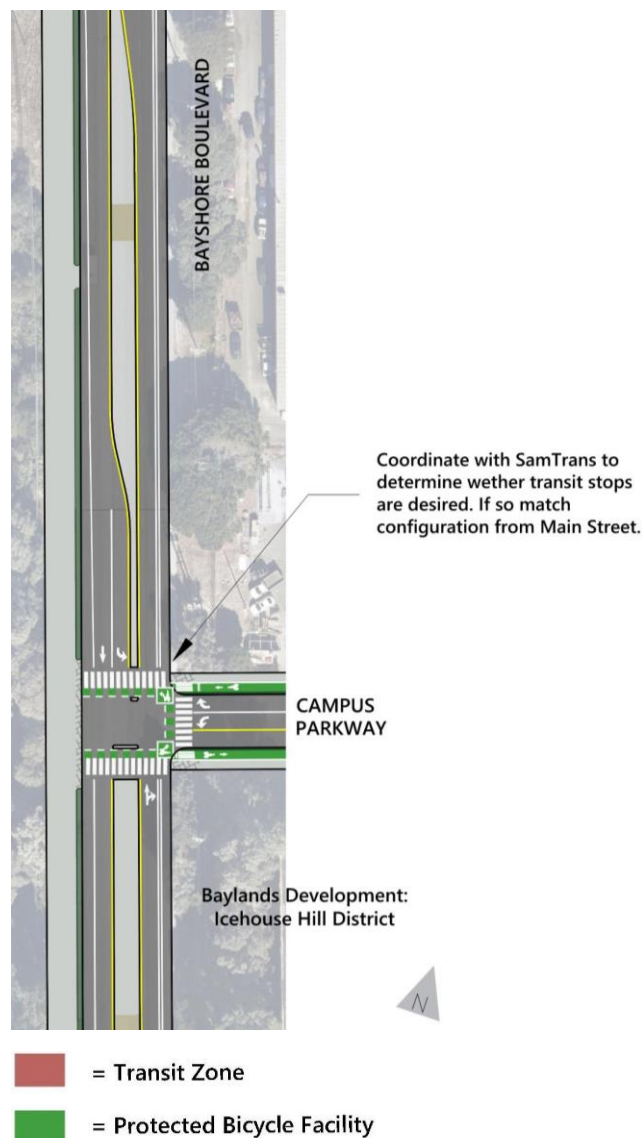 BAYSHORE BOULEVARD
Coordinate with SamTrans to
determine wether transit stops
are desired. If so match
configuration from Main Street.
CAMPUS
PARKWAY
Baylands Development:
Icehouse Hill District
N
= Transit Zone
= Protected Bicycle Facility